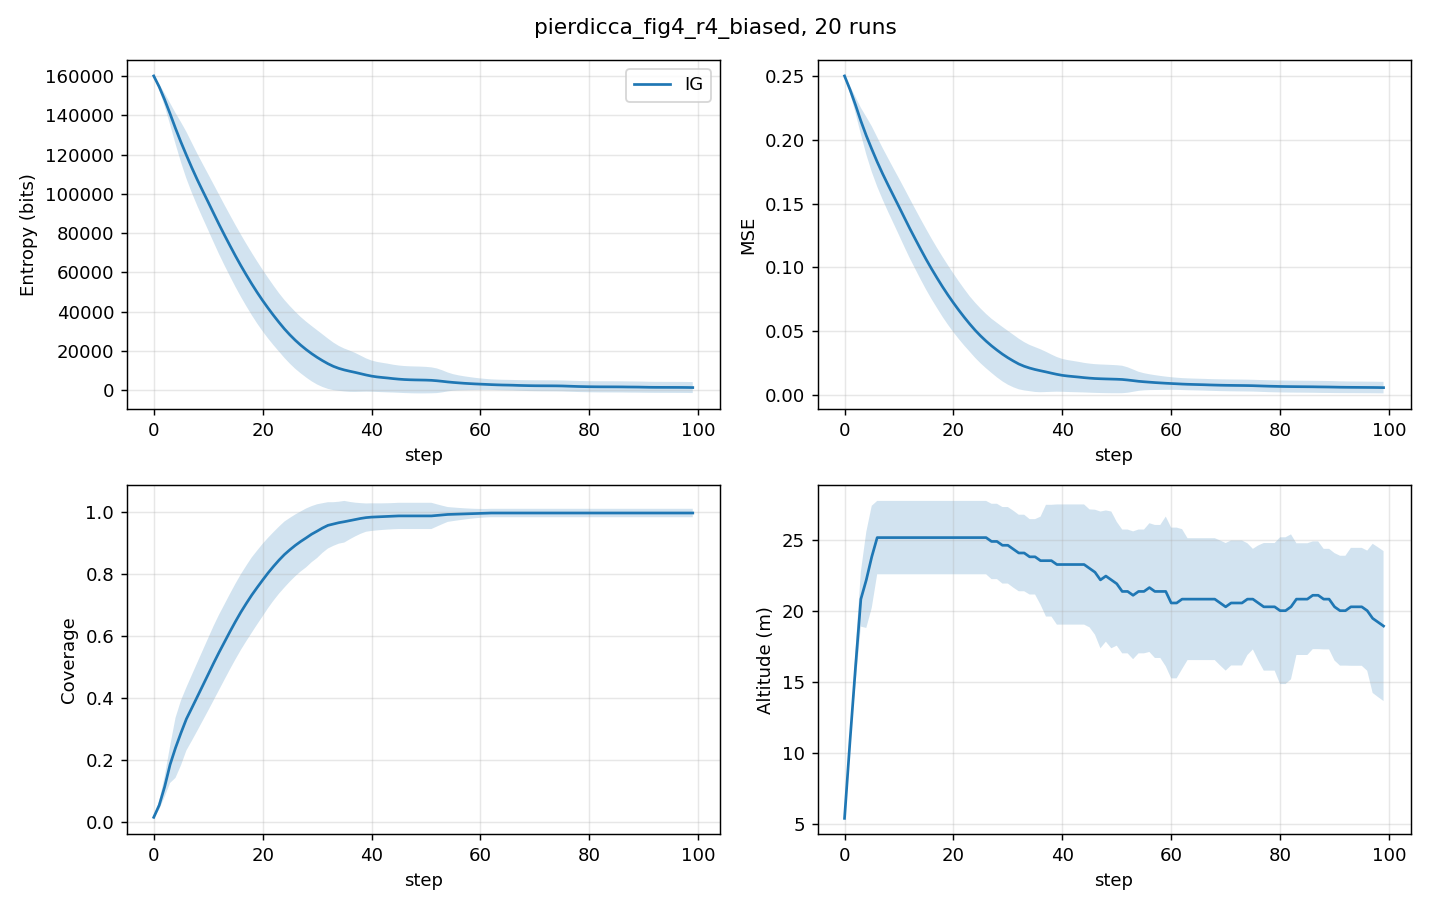 pierdicca_fig4_r4_biased, 20 runs
160000
140000
120000
100000
80000
60000
40000
20000
0
Entropy (bits)
IG
0 20 40 60 80 100
step
0.25
0.20
0.15
0.10
0.05
0.00
MSE
0 20 40 60 80 100
step
1.0
0.8
0.6
0.4
0.2
0.0
Coverage
0 20 40 60 80 100
step
25
20
15
10
5
Altitude (m)
0 20 40 60 80 100
step